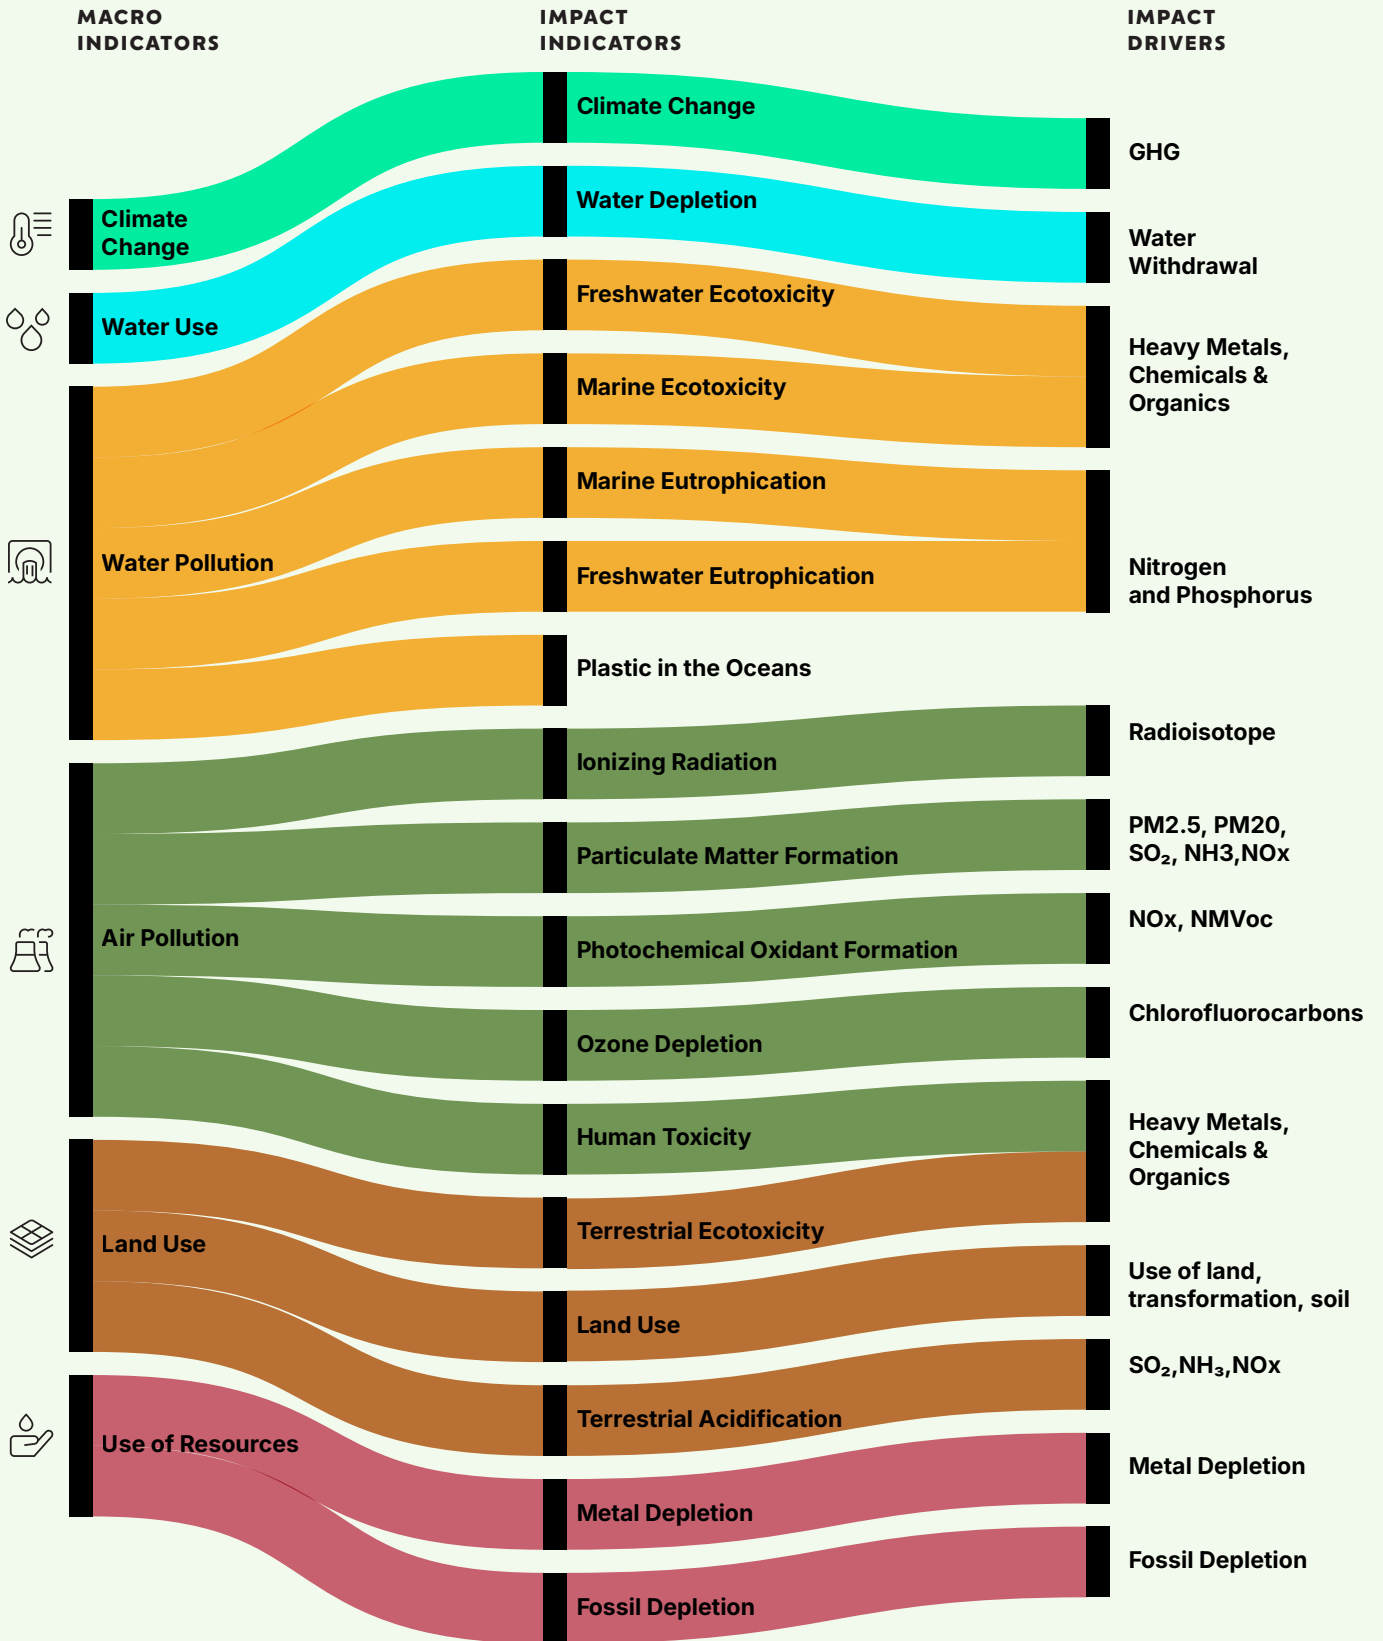 MACRO
INDICATORS
IMPACT
INDICATORS
IMPACT
DRIVERS
Climate
Change
Water Use
Water Pollution
Air Pollution
Land Use
Use of Resources
Climate Change
Water Depletion
Freshwater Ecotoxicity
Marine Ecotoxicity
Marine Eutrophication
Freshwater Eutrophication
Plastic in the Oceans
Ionizing Radiation
Particulate Matter Formation
Photochemical Oxidant Formation
Ozone Depletion
Human Toxicity
Terrestrial Ecotoxicity
Land Use
Terrestrial Acidification
Metal Depletion
Fossil Depletion
GHG
Water
Withdrawal
Heavy Metals,
Chemicals &
Organics
Nitrogen
and Phosphorus
Radioisotope
PM2.5, PM20,
SO₂, NH3,NOx
NOx, NMVoc
Chlorofluorocarbons
Heavy Metals,
Chemicals &
Organics
Use of land,
transformation, soil
SO₂,NH₃,NOx
Metal Depletion
Fossil Depletion